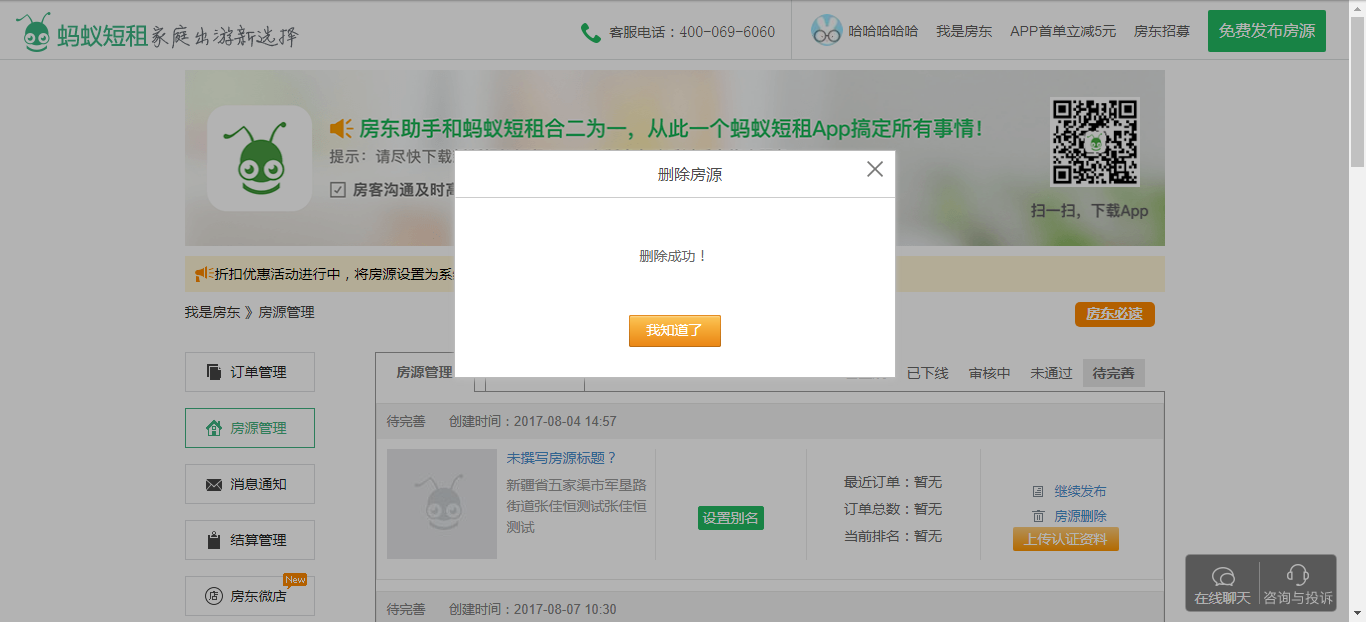 蚂蚁短租 家庭出游新选择
客服电话：400-069-6060
哈哈哈哈哈
我是房东
APP首单立减5元
房东招募
免费发布房源
房东助手和蚂蚁短租合二为一，从此一个蚂蚁短租App搞定所有事情！
提示：请尽快下载
房客沟通及时高
扫一扫，下载App
删除房源
删除成功！
我知道了
折扣优惠活动进行中，将房源设置为系
我是房东 》房源管理
房东必读
订单管理
房源管理
消息通知
结算管理
房东微店
New
房源管理
已下线
审核中
未通过
待完善
待完善 创建时间：2017-08-04 14:57
未撰写房源标题？
新疆省五家渠市军垦路
街道张佳恒测试张佳恒
测试
设置别名
最近订单：暂无
订单总数：暂无
当前排名：暂无
继续发布
房源删除
上传认证资料
待完善 创建时间：2017-08-07 10:30
在线聊天
咨询与投诉